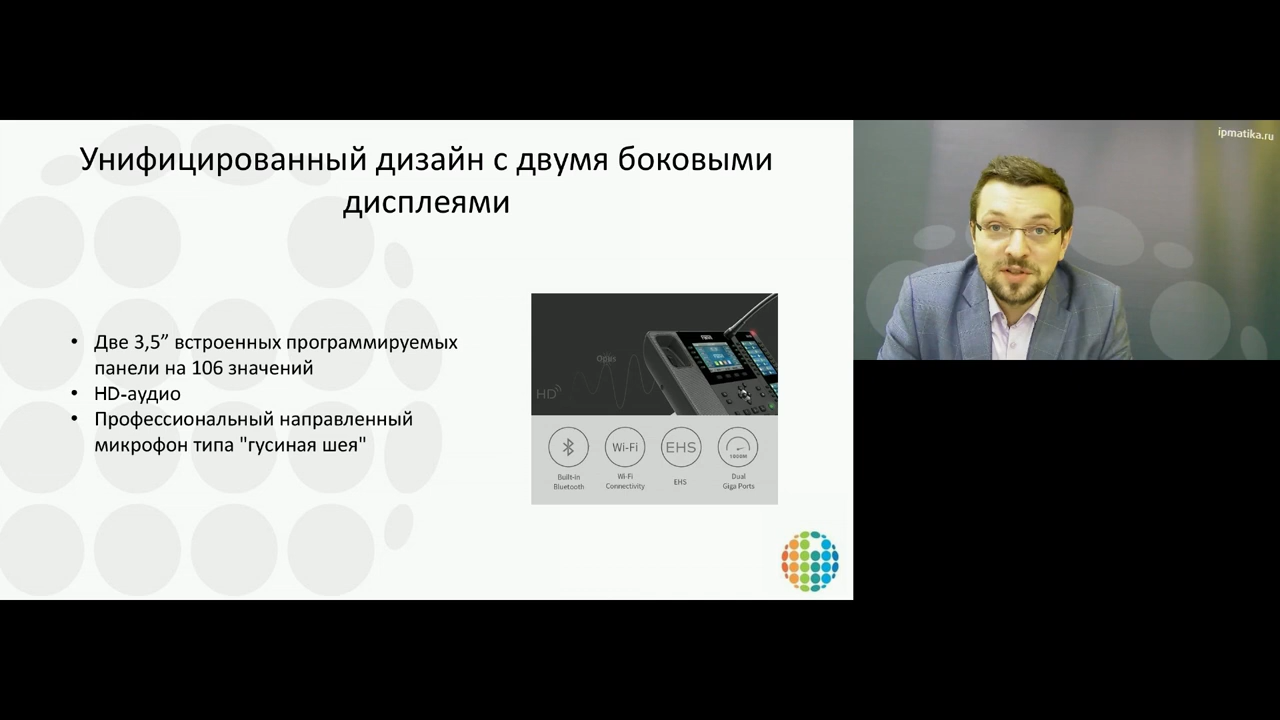 Унифицированный дизайн с двумя боковыми
дисплеями
• Две 3,5” встроенных программируемых
панели на 106 значений
• HD-аудио
• Профессиональный направленный
микрофон типа "гусиная шея"
Opus
HD
Wi-Fi
EHS
1000M
Built-in
Bluetooth
Wi-Fi
Connectivity
EHS
Dual
Giga Ports
ipmatika.ru